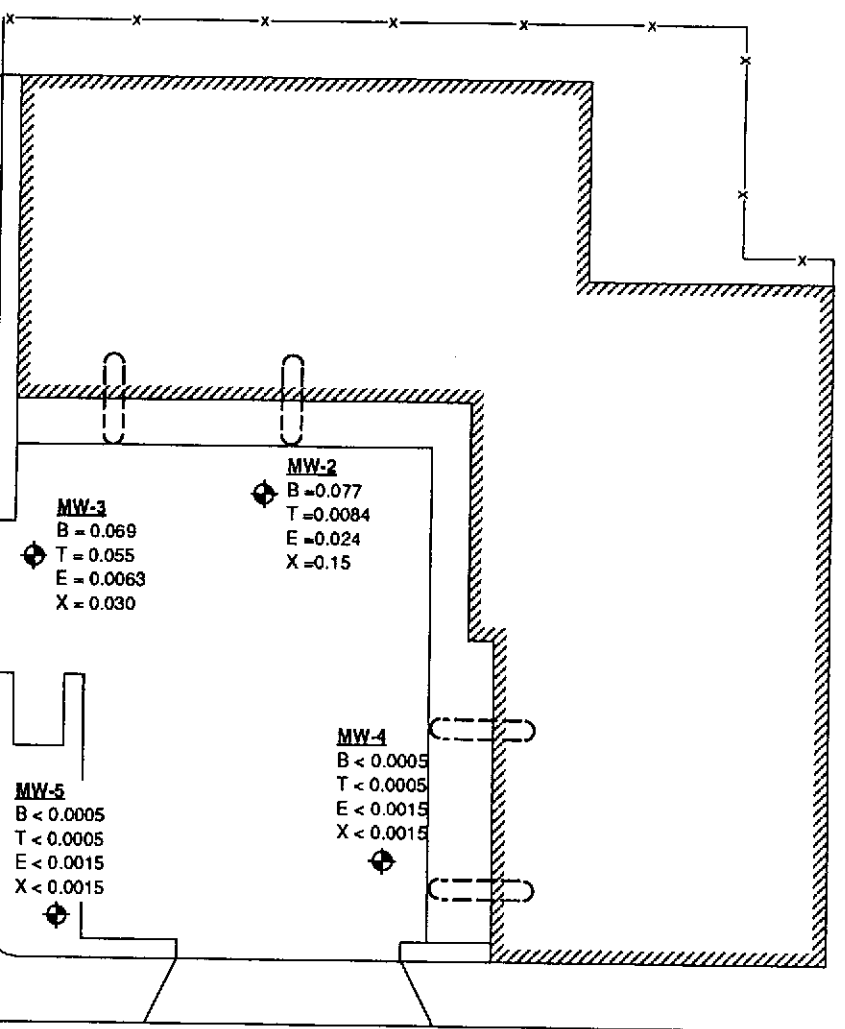 MW-2
B =0.077
T =0.0084
E =0.024
X =0.15
MW-3
B = 0.069
T = 0.055
E = 0.0063
X = 0.030
MW-4
B < 0.0005
T < 0.0005
E < 0.0015
X < 0.0015
MW-5
B < 0.0005
T < 0.0005
E < 0.0015
X < 0.0015